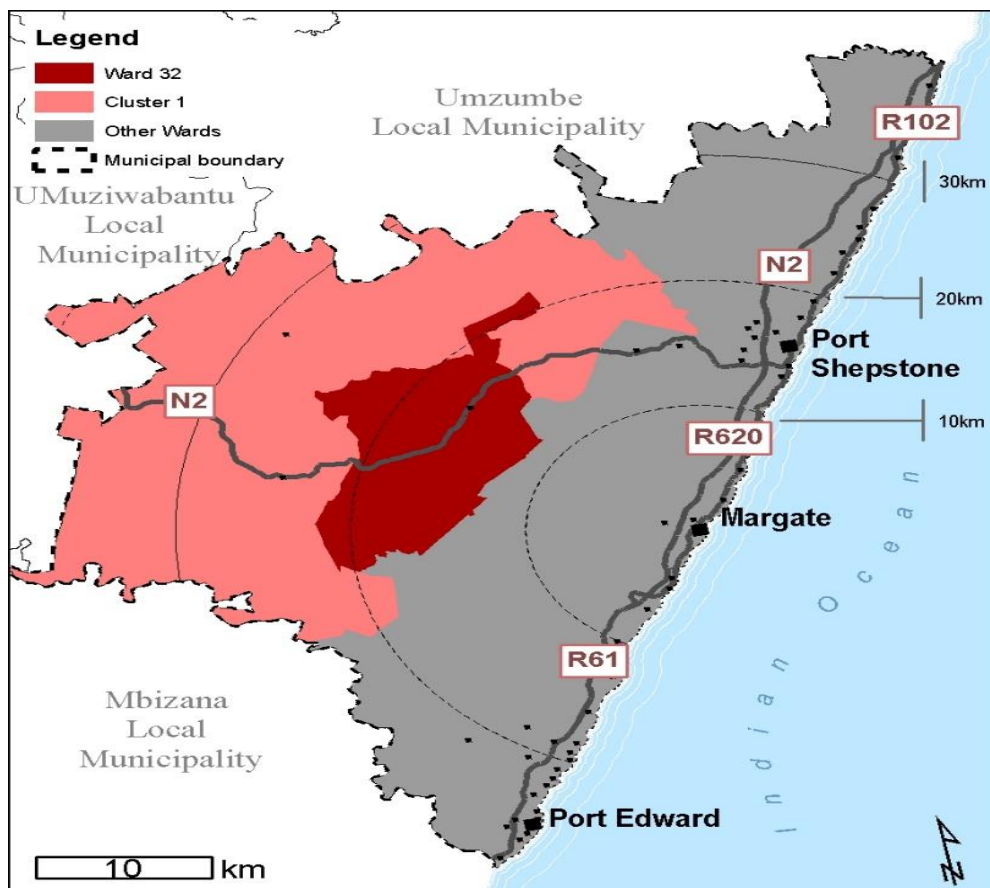 Legend
Ward 32
Cluster 1
Other Wards
Municipal boundary
Umzumbe
Local Municipality
UMuziwabantu
Local
Municipality
R102
30km
N2
20km
Port
Shepstone
N2
10km
R620
Margate
Indian Ocean
R61
Mbizana
Local
Municipality
Port Edward
10 km
N